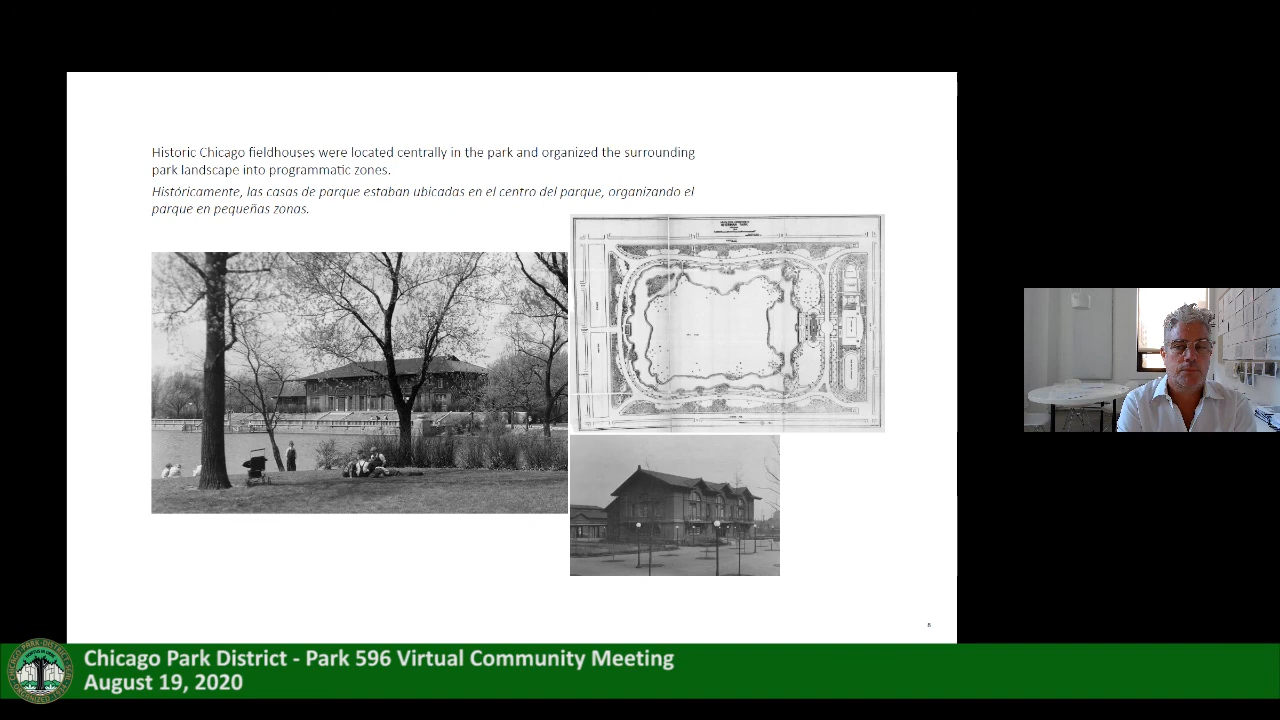 Historic Chicago fieldhouses were located centrally in the park and organized the surrounding
park landscape into programmatic zones.
Históricamente, las casas de parque estaban ubicadas en el centro del parque, organizando el
parque en pequeñas zonas.
8
Chicago Park District - Park 596 Virtual Community Meeting
August 19, 2020